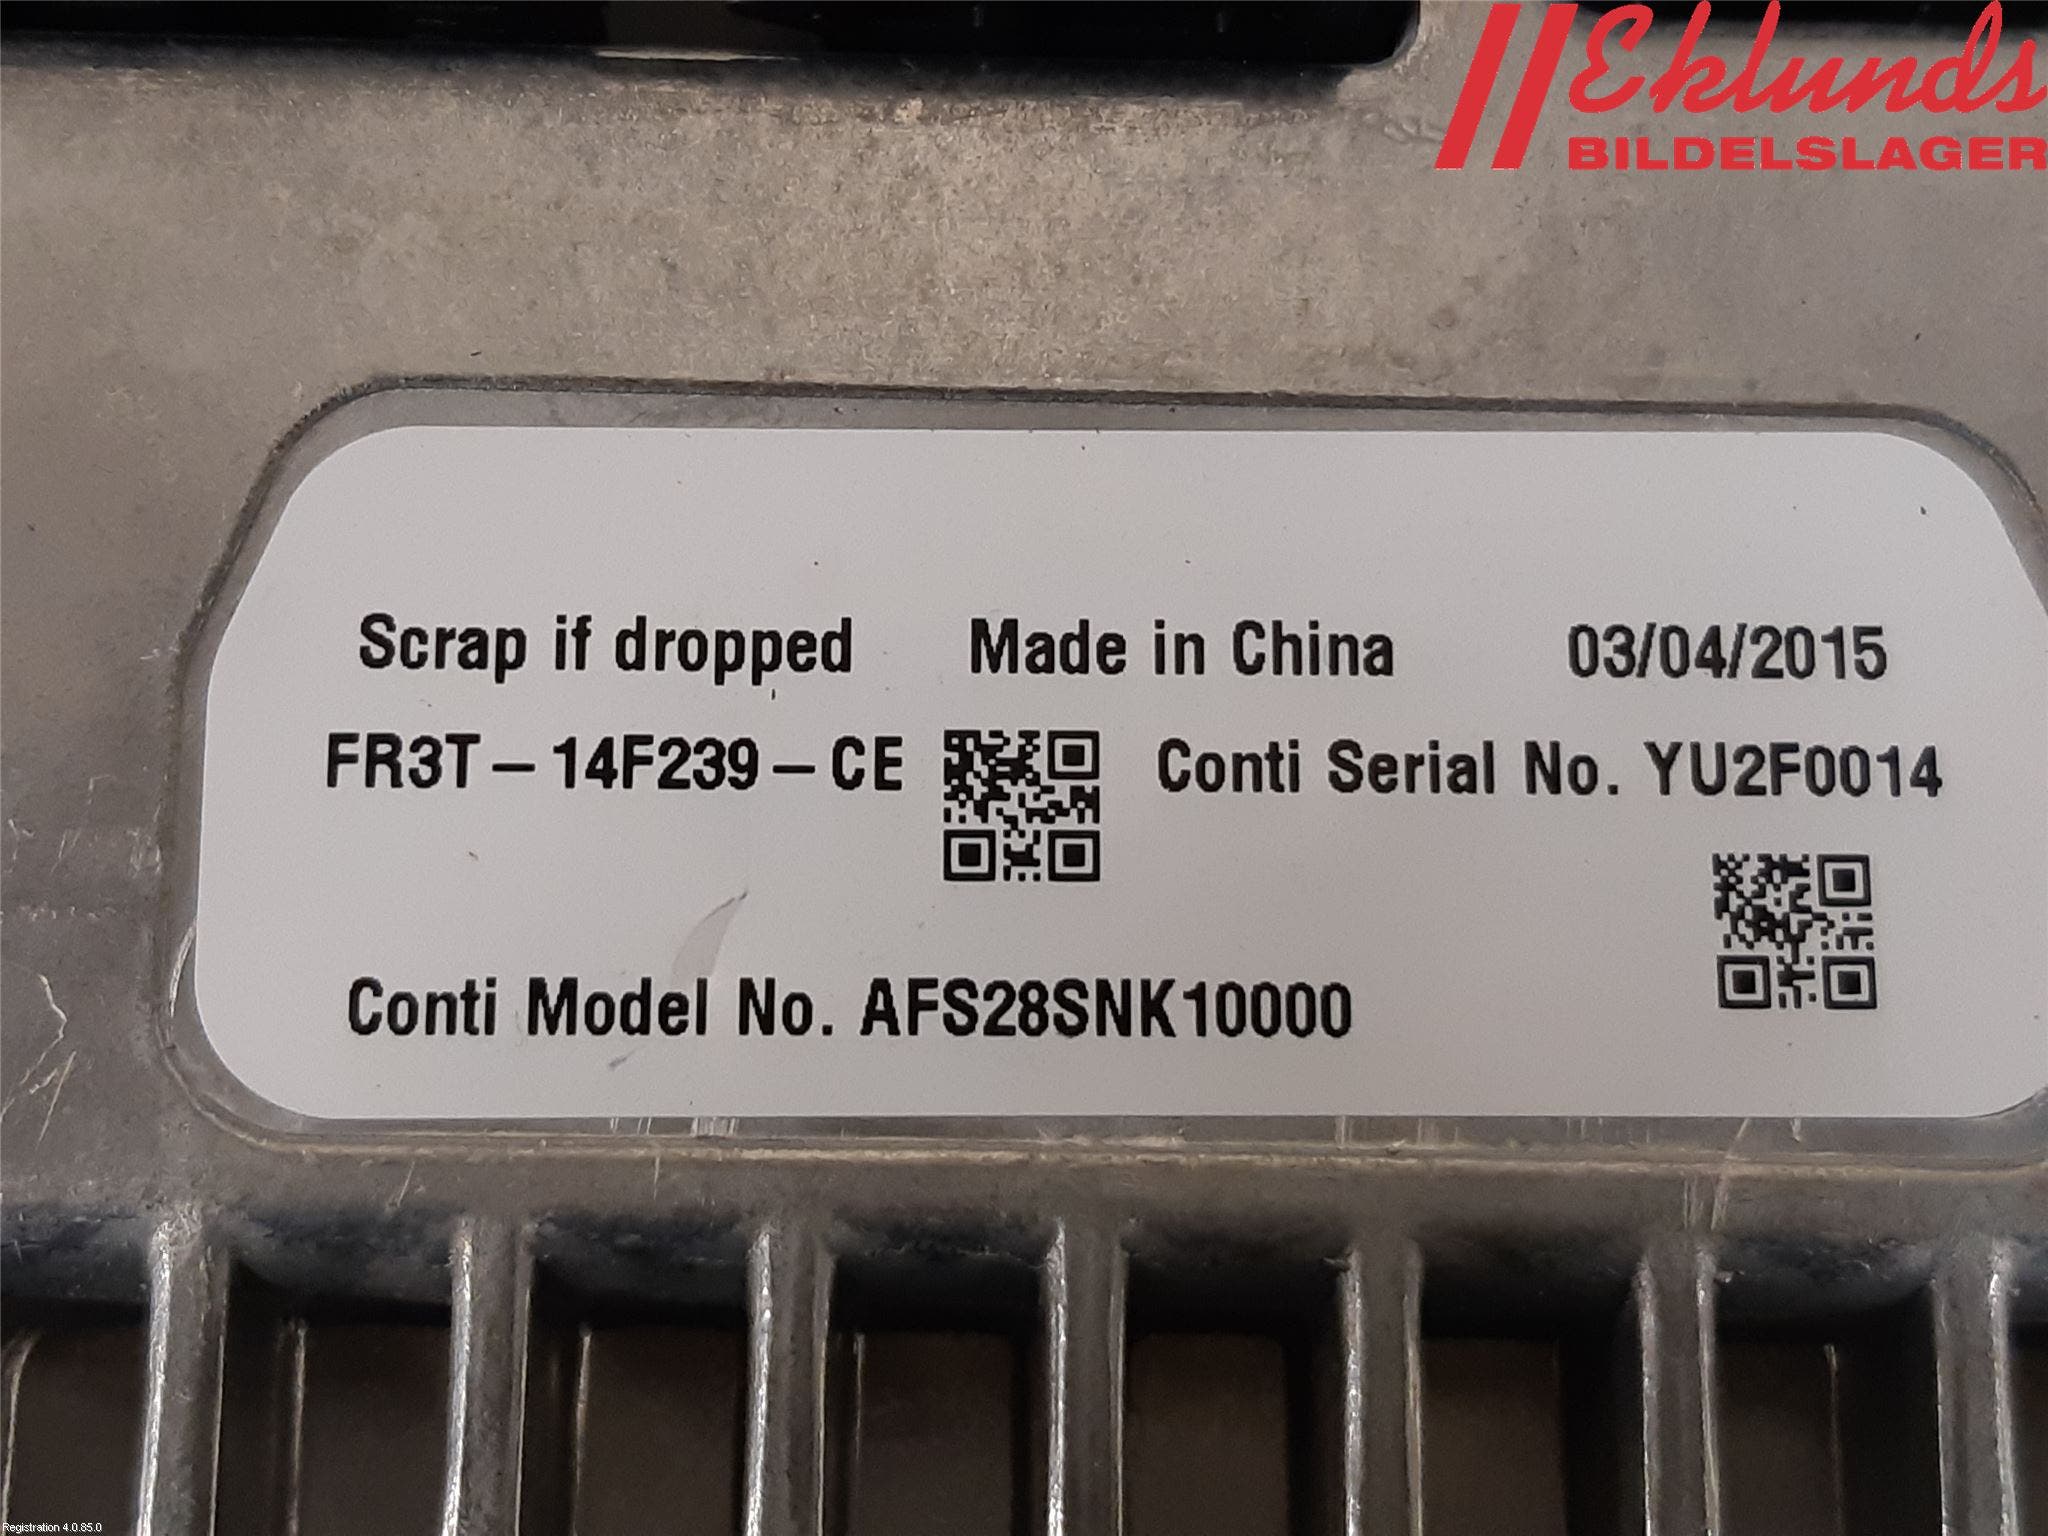 Eklunds
BILDELSLAGER
Scrap if dropped Made in China 03/04/2015
FR3T-14F239-CE Conti Serial No. YU2F0014
Conti Model No. AFS28SNK10000
Registration 4.0.85.0